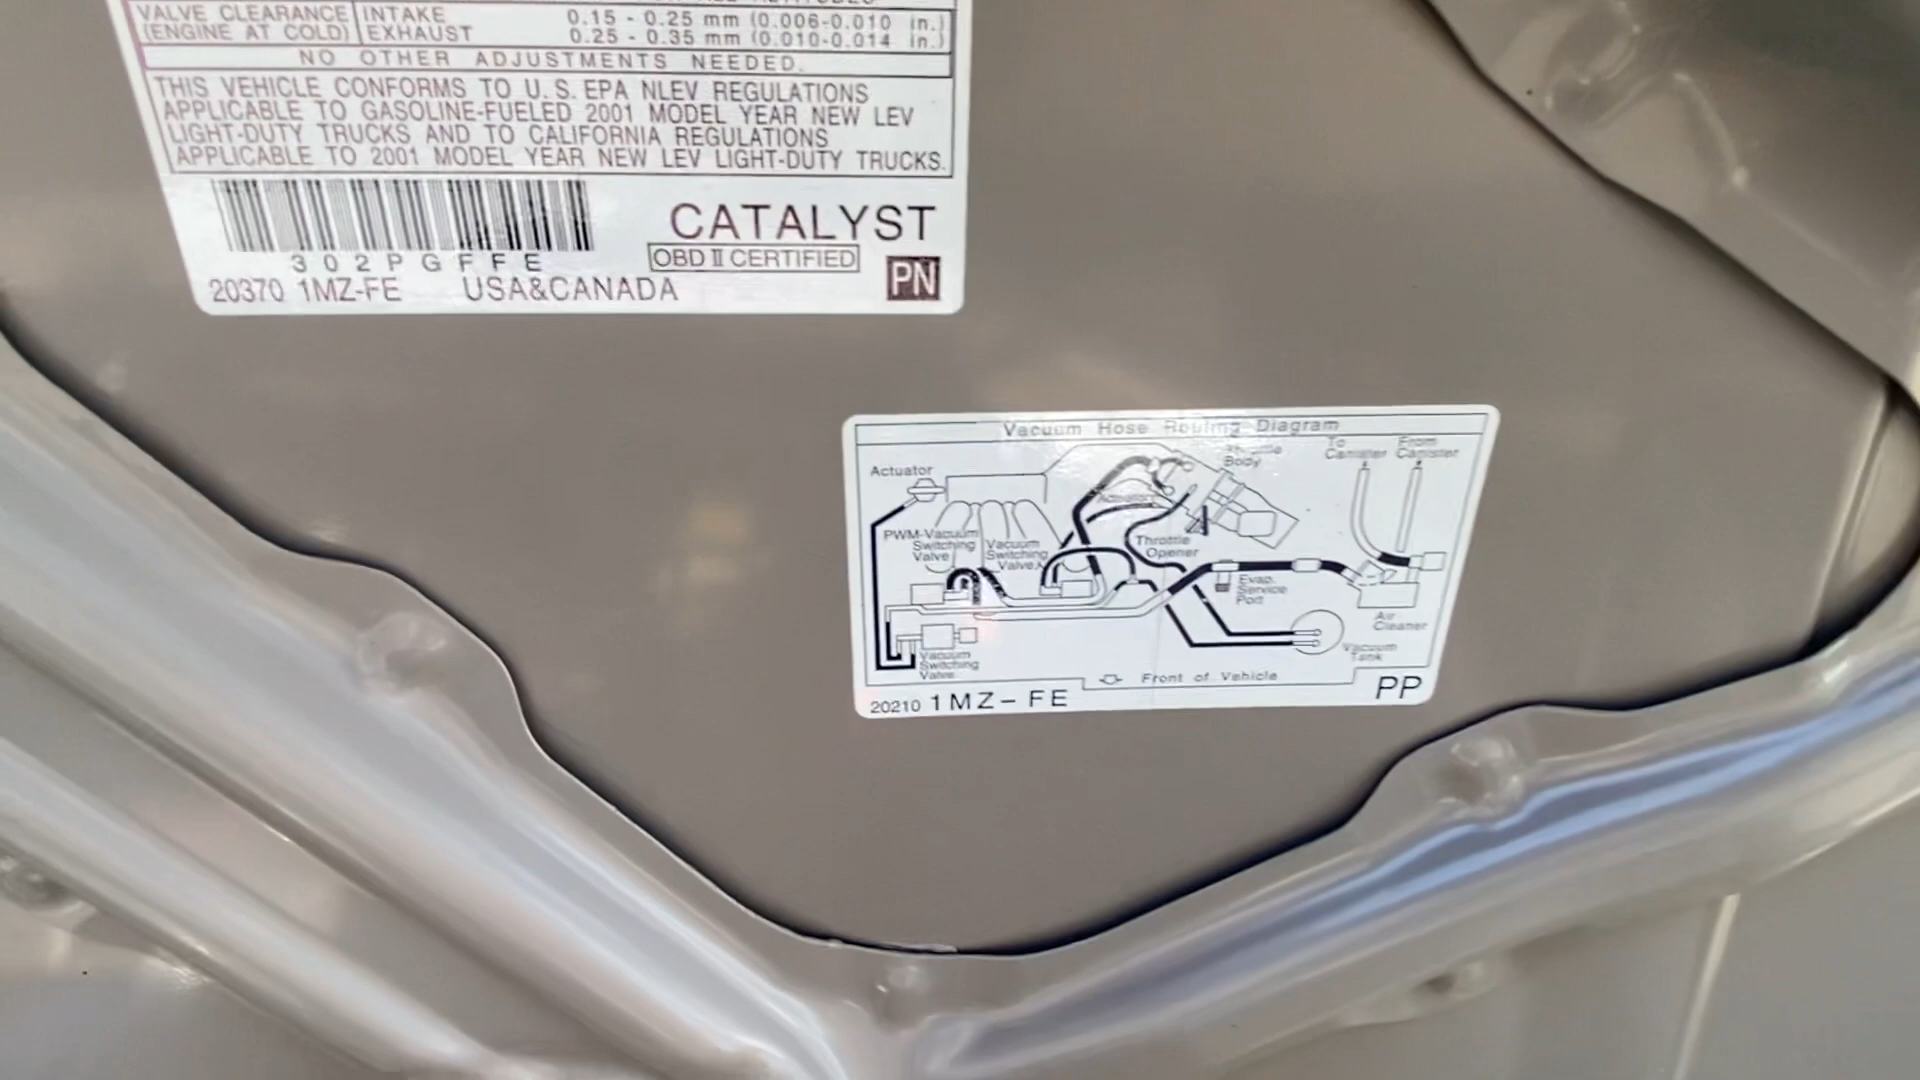 VALVE CLEARANCE INTAKE 0.15 - 0.25 mm (0.006-0.010 in.)
(ENGINE AT COLD) EXHAUST 0.25 - 0.35 mm (0.010-0.014 in.)
NO OTHER ADJUSTMENTS NEEDED.
THIS VEHICLE CONFORMS TO U.S. EPA NLEV REGULATIONS
APPLICABLE TO GASOLINE-FUELED 2001 MODEL YEAR NEW LEV
LIGHT-DUTY TRUCKS AND TO CALIFORNIA REGULATIONS
APPLICABLE TO 2001 MODEL YEAR NEW LEV LIGHT-DUTY TRUCKS.
CATALYST
OBD II CERTIFIED
302PGFFE
20370 1MZ-FE USA&CANADA
PN
Vacuum Hose Routing Diagram
Actuator
Throttle
Body
To
Canister
From
Canister
Actuator
PWM-Vacuum
Switching
Valve
Vacuum
Switching
Valve
Throttle
Opener
Evap.
Service
Port
Air
Cleaner
Vacuum
Tank
Vacuum
Switching
Valve
Front of Vehicle
20210 1MZ-FE
PP